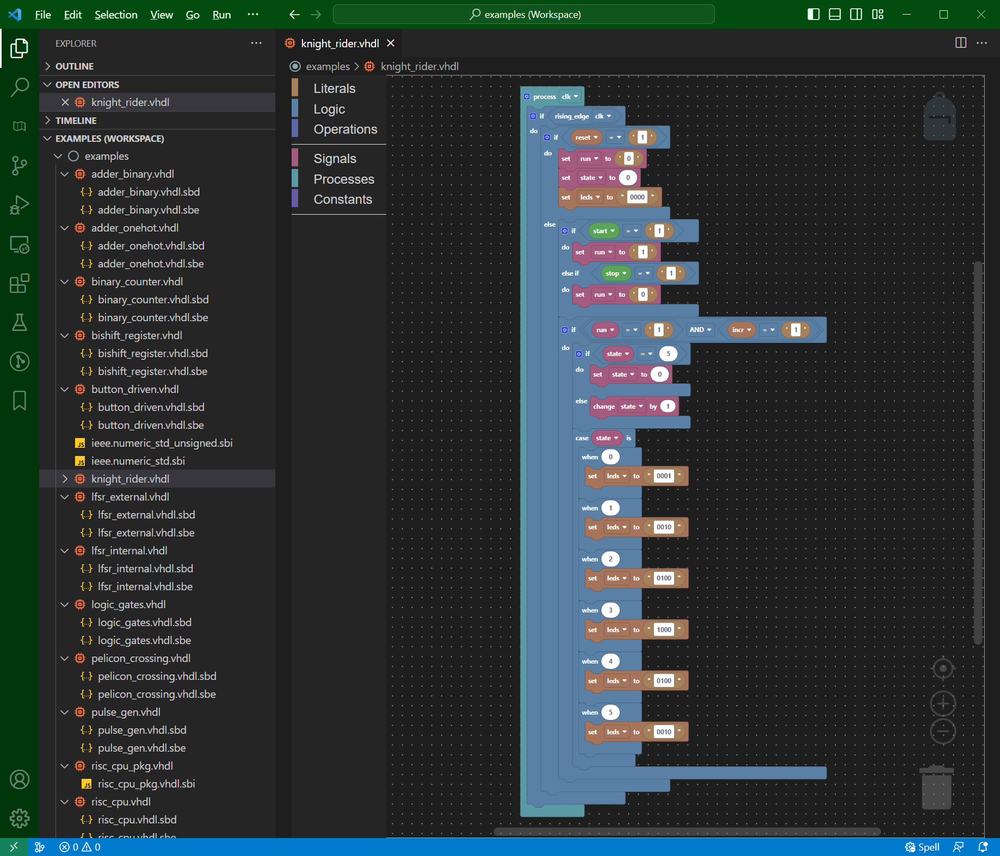 File Edit Selection View Go Run ··· examples (Workspace)
EXPLORER ···
OUTLINE
OPEN EDITORS
knight_rider.vhdl
TIMELINE
EXAMPLES (WORKSPACE)
examples
adder_binary.vhdl
{..} adder_binary.vhdl.sbd
{..} adder_binary.vhdl.sbe
adder_onehot.vhdl
{..} adder_onehot.vhdl.sbd
{..} adder_onehot.vhdl.sbe
binary_counter.vhdl
{..} binary_counter.vhdl.sbd
{..} binary_counter.vhdl.sbe
bishift_register.vhdl
{..} bishift_register.vhdl.sbd
{..} bishift_register.vhdl.sbe
button_driven.vhdl
{..} button_driven.vhdl.sbd
{..} button_driven.vhdl.sbe
JS ieee.numeric_std_unsigned.sbi
JS ieee.numeric_std.sbi
knight_rider.vhdl
lfsr_external.vhdl
{..} lfsr_external.vhdl.sbd
{..} lfsr_external.vhdl.sbe
lfsr_internal.vhdl
{..} lfsr_internal.vhdl.sbd
{..} lfsr_internal.vhdl.sbe
logic_gates.vhdl
{..} logic_gates.vhdl.sbd
{..} logic_gates.vhdl.sbe
pelicon_crossing.vhdl
{..} pelicon_crossing.vhdl.sbd
{..} pelicon_crossing.vhdl.sbe
pulse_gen.vhdl
{..} pulse_gen.vhdl.sbd
{..} pulse_gen.vhdl.sbe
risc_cpu_pkg.vhdl
JS risc_cpu_pkg.vhdl.sbi
risc_cpu.vhdl
{..} risc_cpu.vhdl.sbd
{..} risc_cpu.vhdl.sbe
knight_rider.vhdl
examples > knight_rider.vhdl
Literals
Logic
Operations
Signals
Processes
Constants
process clk
if rising_edge clk
do if reset = ' 1 '
do set run to ' 0 '
set state to 0
set leds to " 0000 "
else if start = ' 1 '
do set run to ' 1 '
else if stop = ' 1 '
do set run to ' 0 '
if run = ' 1 ' AND incr = ' 1 '
do if state = 5
do set state to 0
else change state by 1
case state is
when 0
set leds to " 0001 "
when 1
set leds to " 0010 "
when 2
set leds to " 0100 "
when 3
set leds to " 1000 "
when 4
set leds to " 0100 "
when 5
set leds to " 0010 "
0 0 Spell